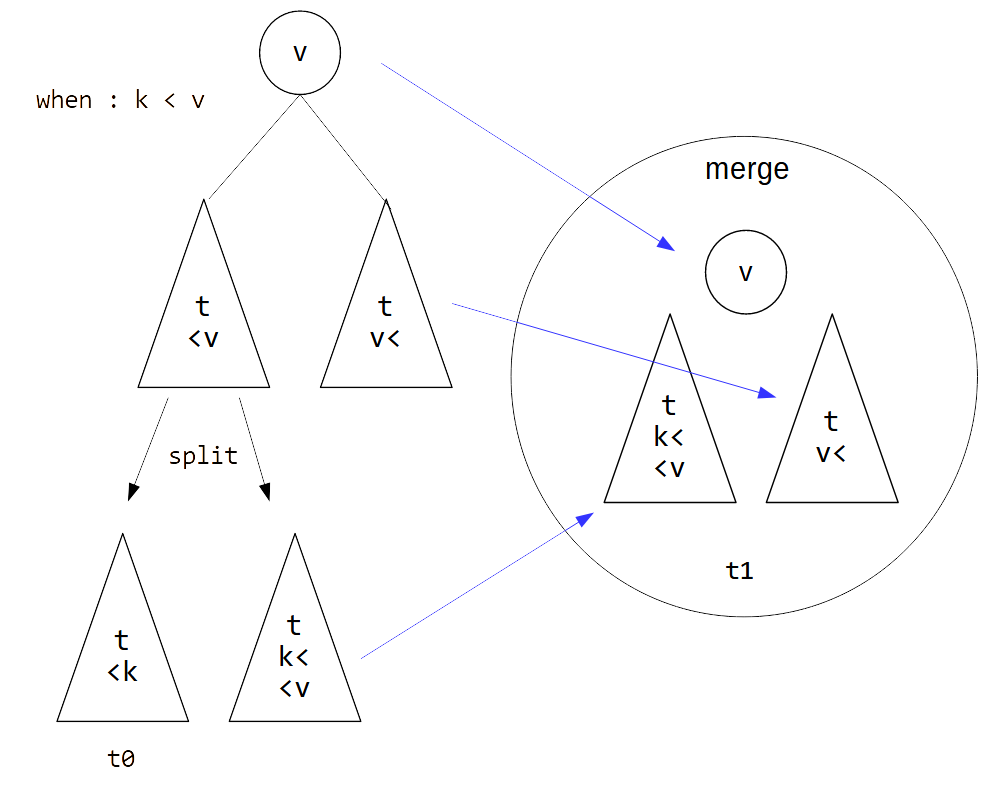 v
when : k < v
merge
v
t
<v
t
v<
t
k<
<v
t
v<
split
t1
t
<k
t
k<
<v
t0